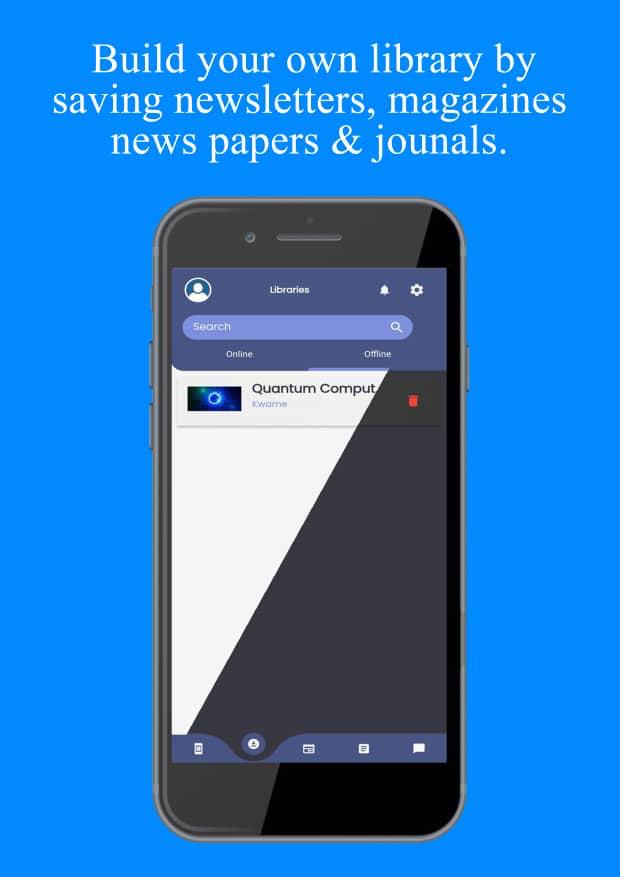 Build your own library by
saving newsletters, magazines
news papers & jounals.
Libraries
Search
Online Offline
Quantum Comput
Kwame